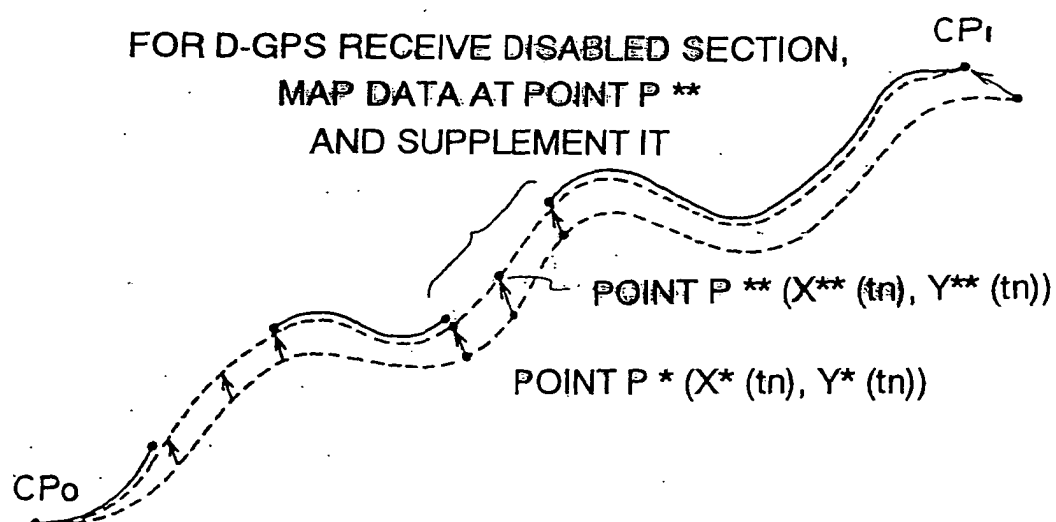 FOR D-GPS RECEIVE DISABLED SECTION,
MAP DATA AT POINT P **
AND SUPPLEMENT IT
CP1
POINT P ** (X** (tn), Y** (tn))
POINT P * (X* (tn), Y* (tn))
CP0